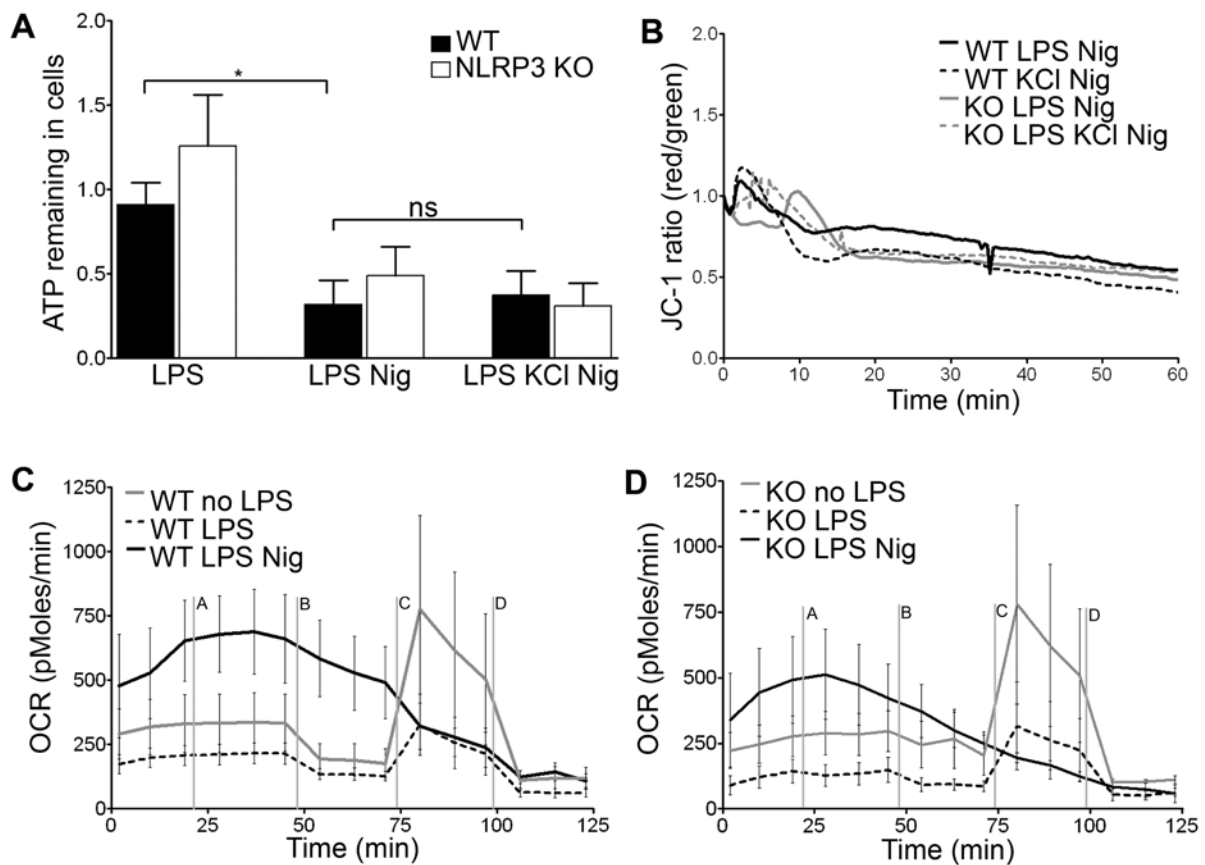 A
2.0
1.5
1.0
0.5
0.0
ATP remaining in cells
WT
NLRP3 KO
*
ns
LPS
LPS Nig
LPS KCl Nig
B
2.0
1.5
1.0
0.5
0.0
JC-1 ratio (red/green)
WT LPS Nig
WT KCl Nig
KO LPS Nig
KO LPS KCl Nig
0 10 20 30 40 50 60
Time (min)
C
1250
1000
750
500
250
0
OCR (pMoles/min)
WT no LPS
WT LPS
WT LPS Nig
A B C D
0 25 50 75 100 125
Time (min)
D
1250
1000
750
500
250
0
OCR (pMoles/min)
KO no LPS
KO LPS
KO LPS Nig
A B C D
0 25 50 75 100 125
Time (min)